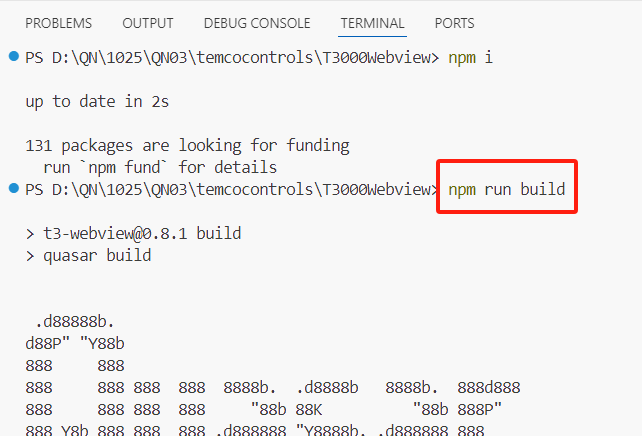 PROBLEMS OUTPUT DEBUG CONSOLE TERMINAL PORTS
PS D:\QN\1025\QN03\temcocontrols\T3000Webview> npm i
up to date in 2s
131 packages are looking for funding
  run `npm fund` for details
PS D:\QN\1025\QN03\temcocontrols\T3000Webview> npm run build
> t3-webview@0.8.1 build
> quasar build
 .d88888b.
d88P" "Y88b
888     888
888     888 888  888  8888b.  .d8888b   8888b.  888d888
888     888 888  888     "88b 88K          "88b 888P"
888 Y8b 888 888  888 .d888888 "Y8888b. .d888888 888